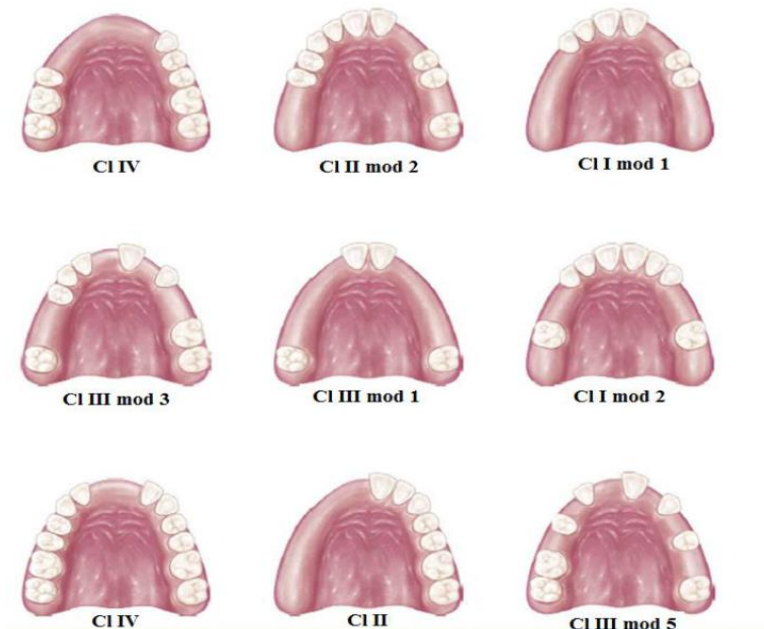 Cl IV
Cl II mod 2
Cl I mod 1
Cl III mod 3
Cl III mod 1
Cl I mod 2
Cl IV
Cl II
Cl III mod 5